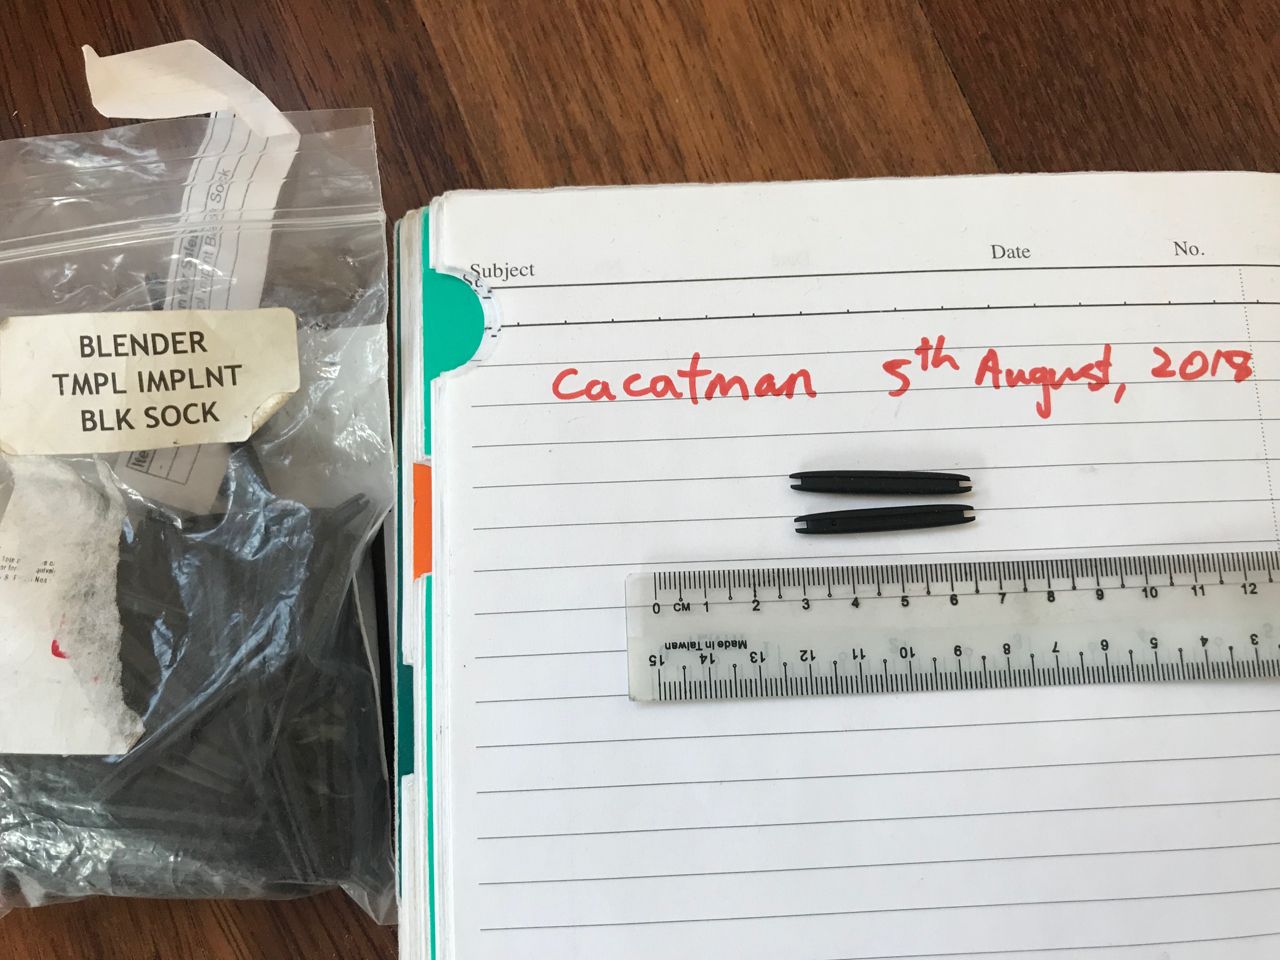 BLENDER
TMPL IMPLNT
BLK SOCK
Subject
Date
No.
cacatman 5th August, 2018
0 CM 1 2 3 4 5 6 7 8 9 10 11 12
Made in Taiwan
15 14 13 12 11 10 9 8 7 6 5 4 3